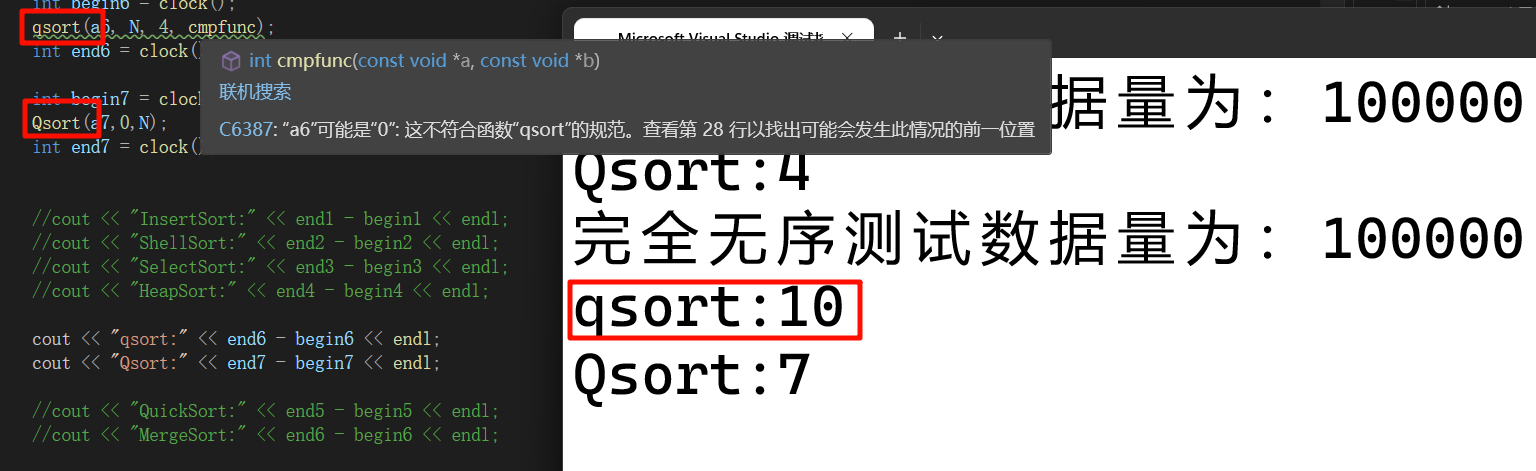 int begin6 = clock();
qsort(a6, N, 4, cmpfunc);
int end6 = clock(
int begin7 = clock
Qsort(a7,0,N);
int end7 = clock(
//cout << "InsertSort:" << end1 - begin1 << endl;
//cout << "ShellSort:" << end2 - begin2 << endl;
//cout << "SelectSort:" << end3 - begin3 << endl;
//cout << "HeapSort:" << end4 - begin4 << endl;
cout << "qsort:" << end6 - begin6 << endl;
cout << "Qsort:" << end7 - begin7 << endl;
//cout << "QuickSort:" << end5 - begin5 << endl;
//cout << "MergeSort:" << end6 - begin6 << endl;
int cmpfunc(const void *a, const void *b)
联机搜索
C6387: “a6”可能是“0”: 这不符合函数“qsort”的规范。查看第 28 行以找出可能会发生此情况的前一位置
Microsoft Visual Studio 调试
据量为: 100000
Qsort:4
完全无序测试数据量为: 100000
qsort:10
Qsort:7